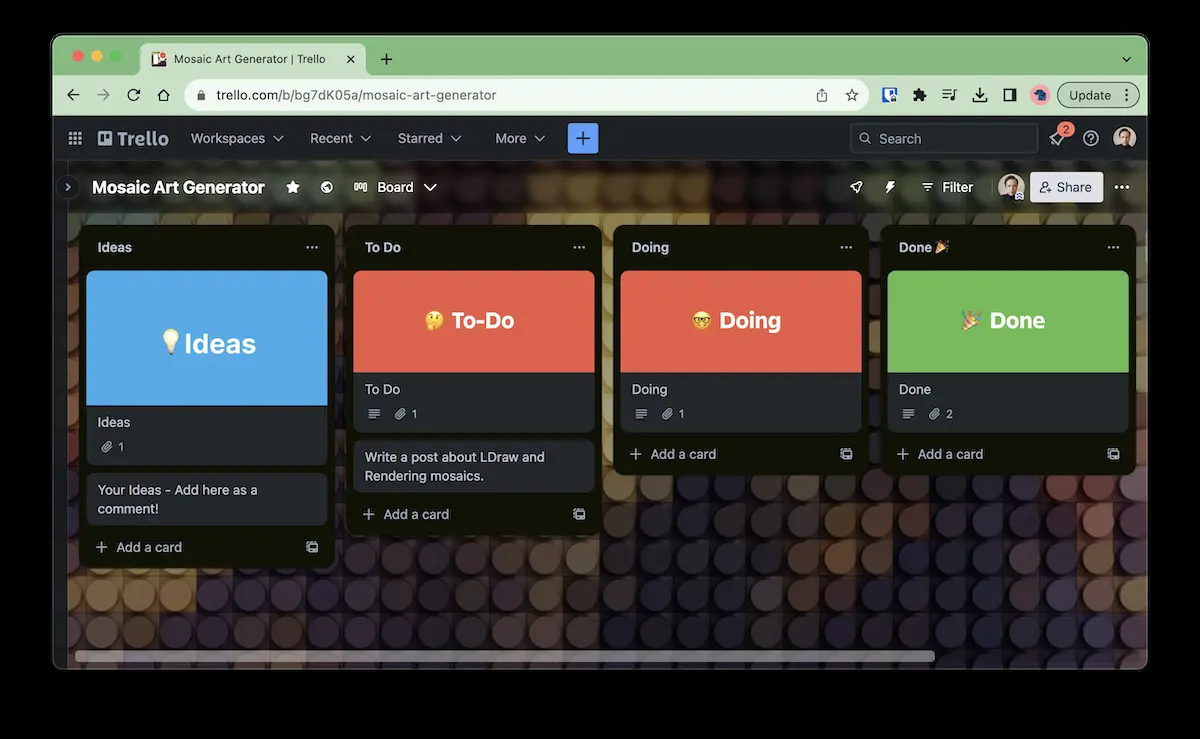 Mosaic Art Generator | Trello
trello.com/b/bg7dK05a/mosaic-art-generator
Update
Trello
Workspaces
Recent
Starred
More
Search
2
Mosaic Art Generator
Board
Filter
Share
Ideas
💡Ideas
Ideas
1
Your Ideas - Add here as a
comment!
+ Add a card
To Do
🤔 To-Do
To Do
1
Write a post about LDraw and
Rendering mosaics.
+ Add a card
Doing
🤓 Doing
Doing
1
+ Add a card
Done🎉
🎉 Done
Done
2
+ Add a card